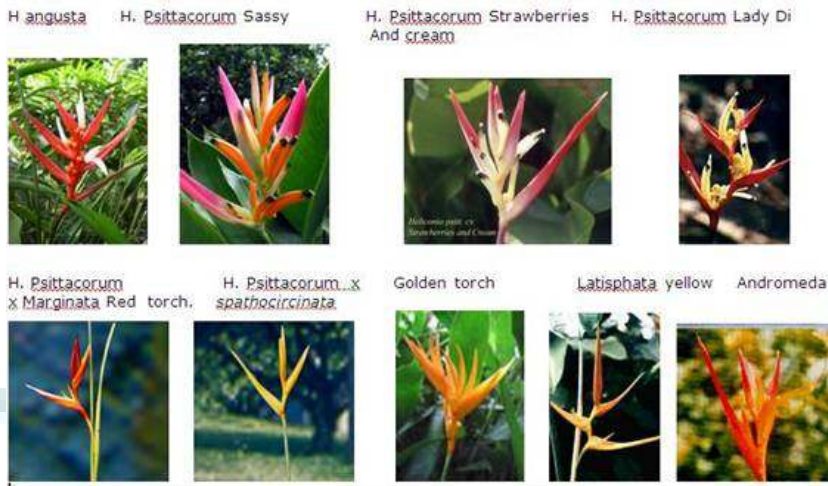 H angusta
H. Psittacorum Sassy
H. Psittacorum Strawberries
And cream
H. Psittacorum Lady Di
Heliconia psitt. cv.
Strawberries and Cream
H. Psittacorum
x Marginata Red torch.
H. Psittacorum x
spathocircinata
Golden torch
Latisphata yellow
Andromeda